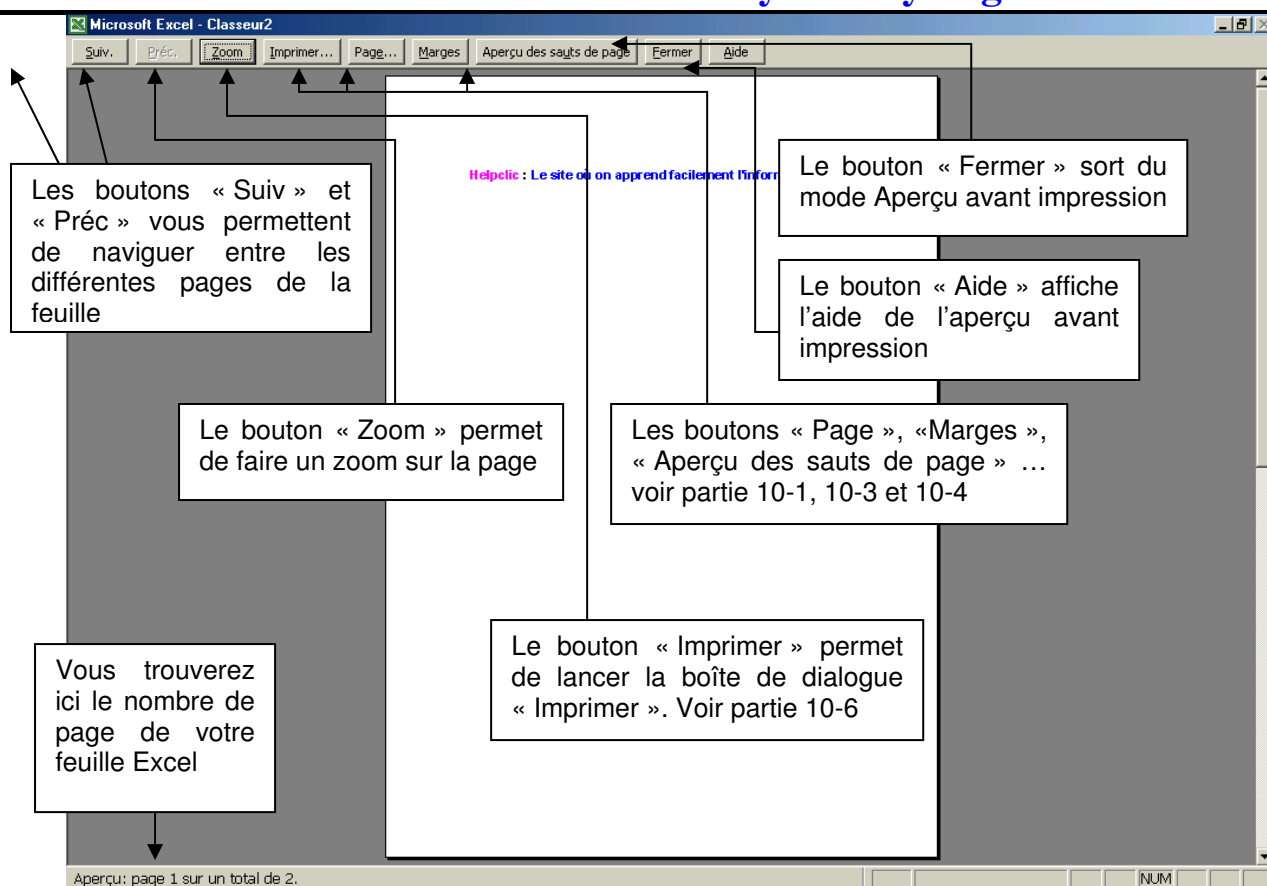 Microsoft Excel - Classeur2
Suiv. Préc. Zoom Imprimer... Page... Marges Aperçu des sauts de page Fermer Aide
Helpclic : Le site où on apprend facilement l'infor
Les boutons « Suiv » et
« Préc » vous permettent
de naviguer entre les
différentes pages de la
feuille
Le bouton « Fermer » sort du
mode Aperçu avant impression
Le bouton « Aide » affiche
l'aide de l'aperçu avant
impression
Le bouton « Zoom » permet
de faire un zoom sur la page
Les boutons « Page », «Marges »,
« Aperçu des sauts de page » …
voir partie 10-1, 10-3 et 10-4
Le bouton « Imprimer » permet
de lancer la boîte de dialogue
« Imprimer ». Voir partie 10-6
Vous trouverez
ici le nombre de
page de votre
feuille Excel
Aperçu: page 1 sur un total de 2.
NUM